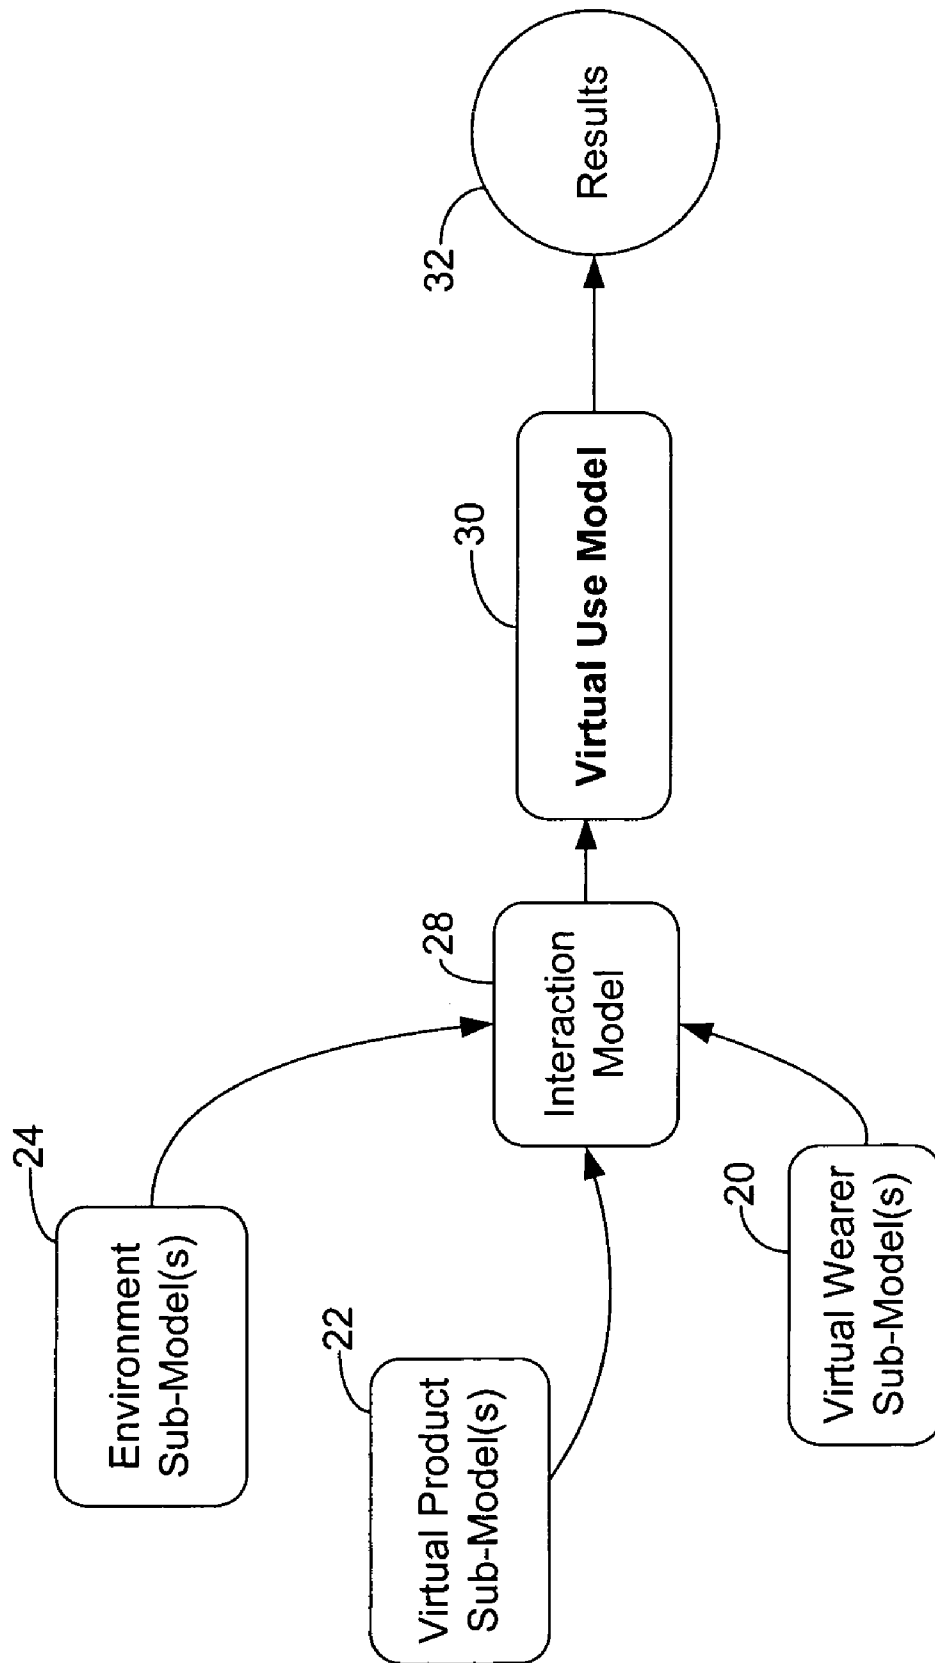 24
Environment
Sub-Model(s)
22
Virtual Product
Sub-Model(s)
20
Virtual Wearer
Sub-Model(s)
28
Interaction
Model
30
Virtual Use Model
32
Results